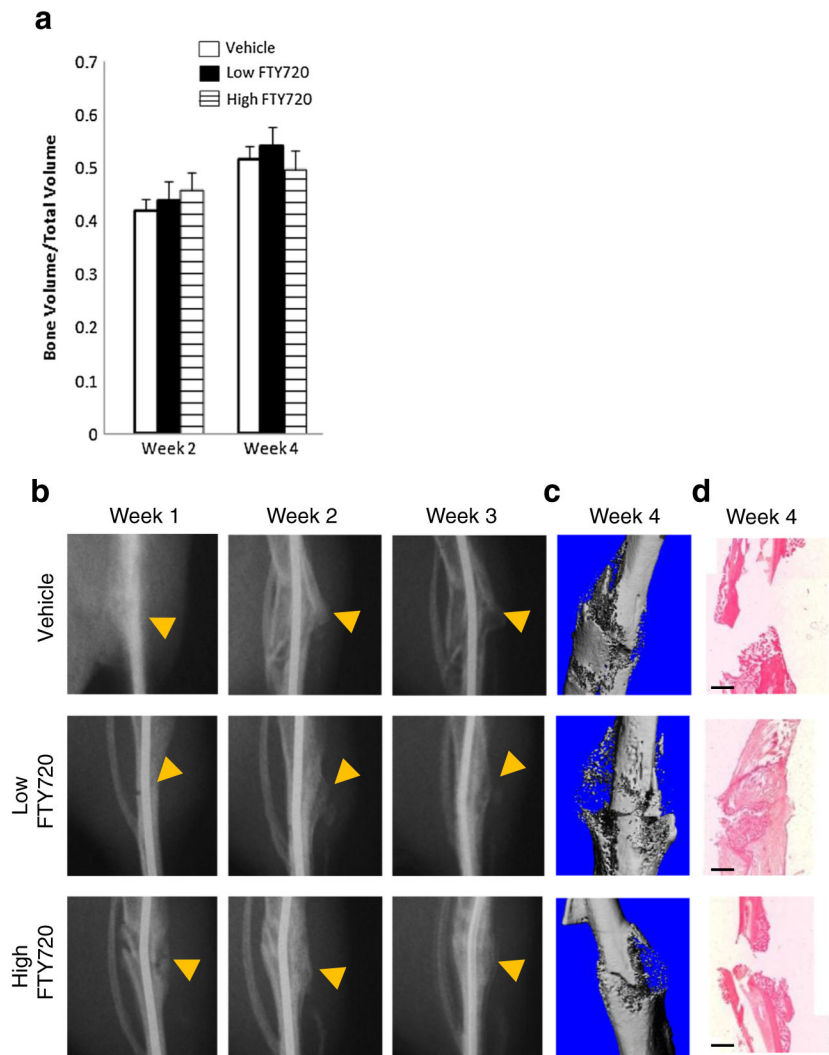 a
Vehicle
Low FTY720
High FTY720
0.7
0.6
0.5
0.4
0.3
0.2
0.1
0
Bone Volume/Total Volume
Week 2
Week 4
b
c
d
Week 1
Week 2
Week 3
Week 4
Week 4
Vehicle
Low
FTY720
High
FTY720